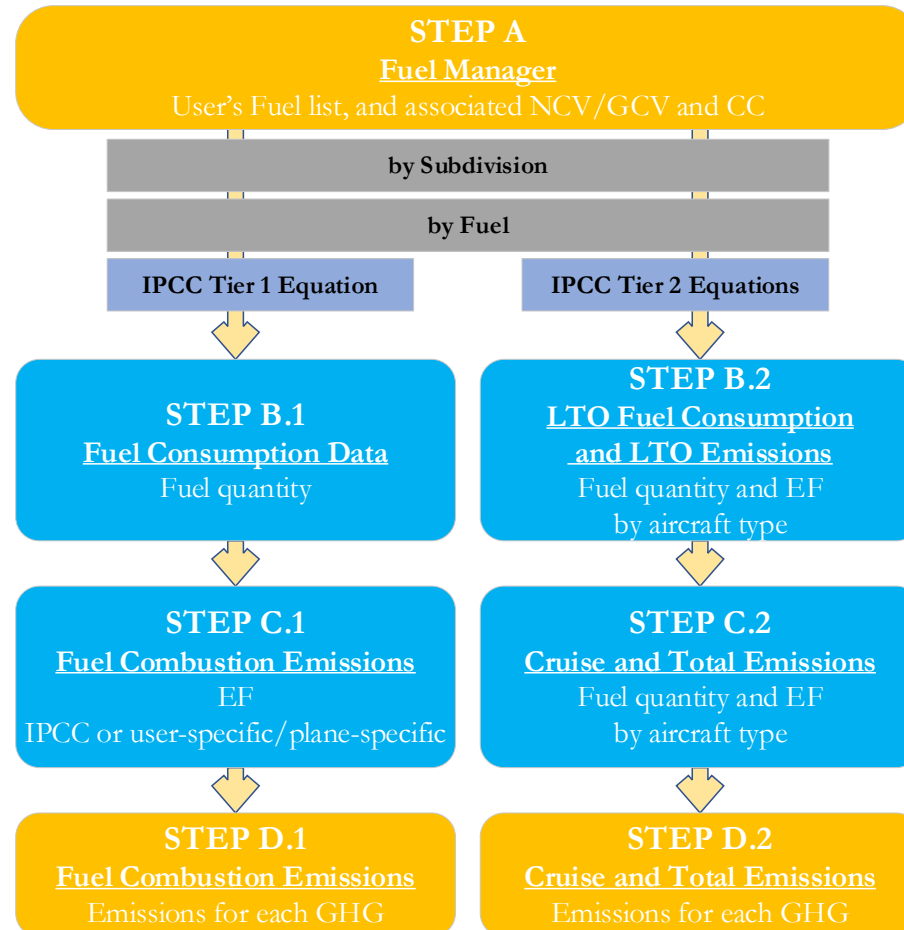 STEP A
Fuel Manager
User's Fuel list, and associated NCV/GCV and CC
by Subdivision
by Fuel
IPCC Tier 1 Equation
IPCC Tier 2 Equations
STEP B.1
Fuel Consumption Data
Fuel quantity
STEP B.2
LTO Fuel Consumption
and LTO Emissions
Fuel quantity and EF
by aircraft type
STEP C.1
Fuel Combustion Emissions
EF
IPCC or user-specific/plane-specific
STEP C.2
Cruise and Total Emissions
Fuel quantity and EF
by aircraft type
STEP D.1
Fuel Combustion Emissions
Emissions for each GHG
STEP D.2
Cruise and Total Emissions
Emissions for each GHG